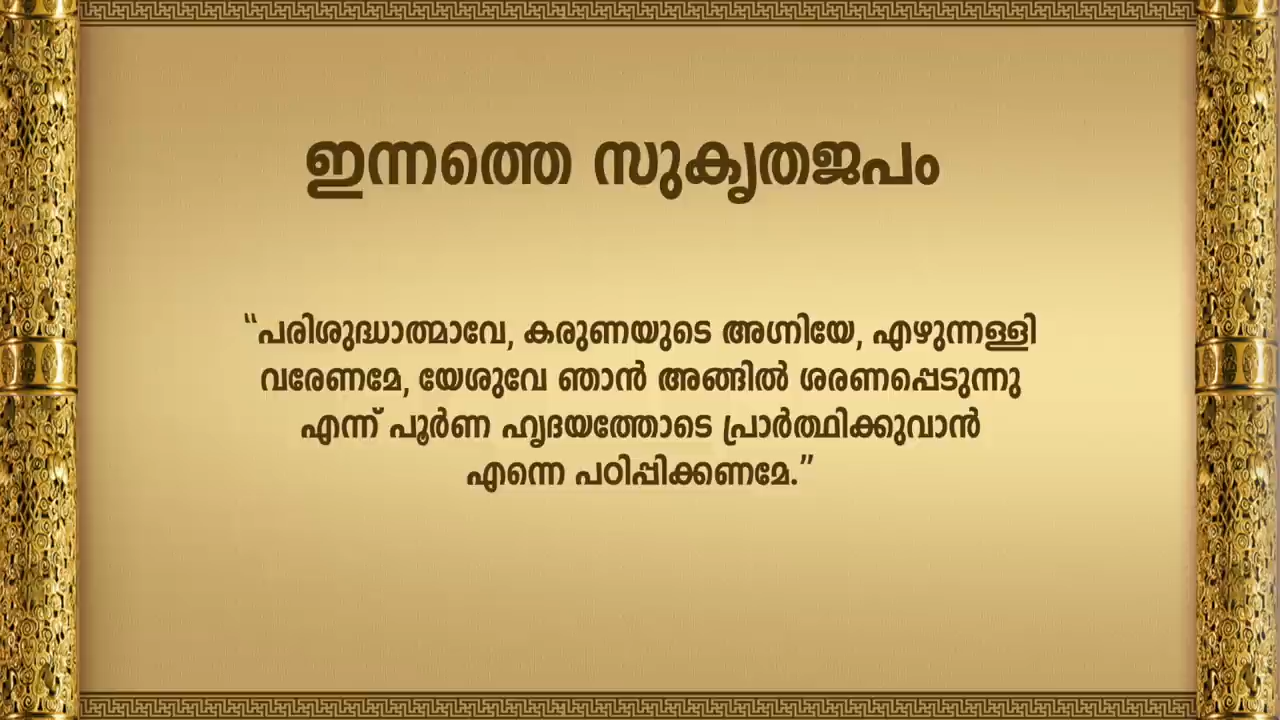 ഇന്നത്തെ സുകൃതജപം
“പരിശുദ്ധാത്മാവേ, കരുണയുടെ അഗ്നിയേ, എഴുന്നള്ളി
വരേണമേ, യേശുവേ ഞാൻ അങ്ങിൽ ശരണപ്പെടുന്നു
എന്ന് പൂർണ ഹൃദയത്തോടെ പ്രാർത്ഥിക്കുവാൻ
എന്നെ പഠിപ്പിക്കണമേ.”